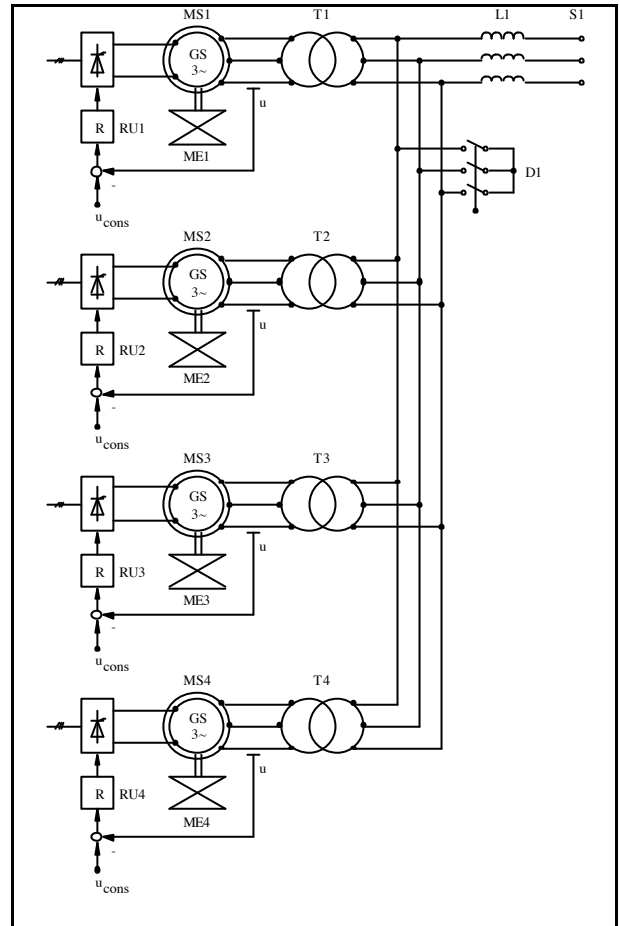 MS1 T1 L1 S1
GS
3~
u
R RU1
ME1
D1
-
u cons
MS2 T2
GS
3~
u
R RU2
ME2
-
u cons
MS3 T3
GS
3~
u
R RU3
ME3
-
u cons
MS4 T4
GS
3~
u
R RU4
ME4
-
u cons